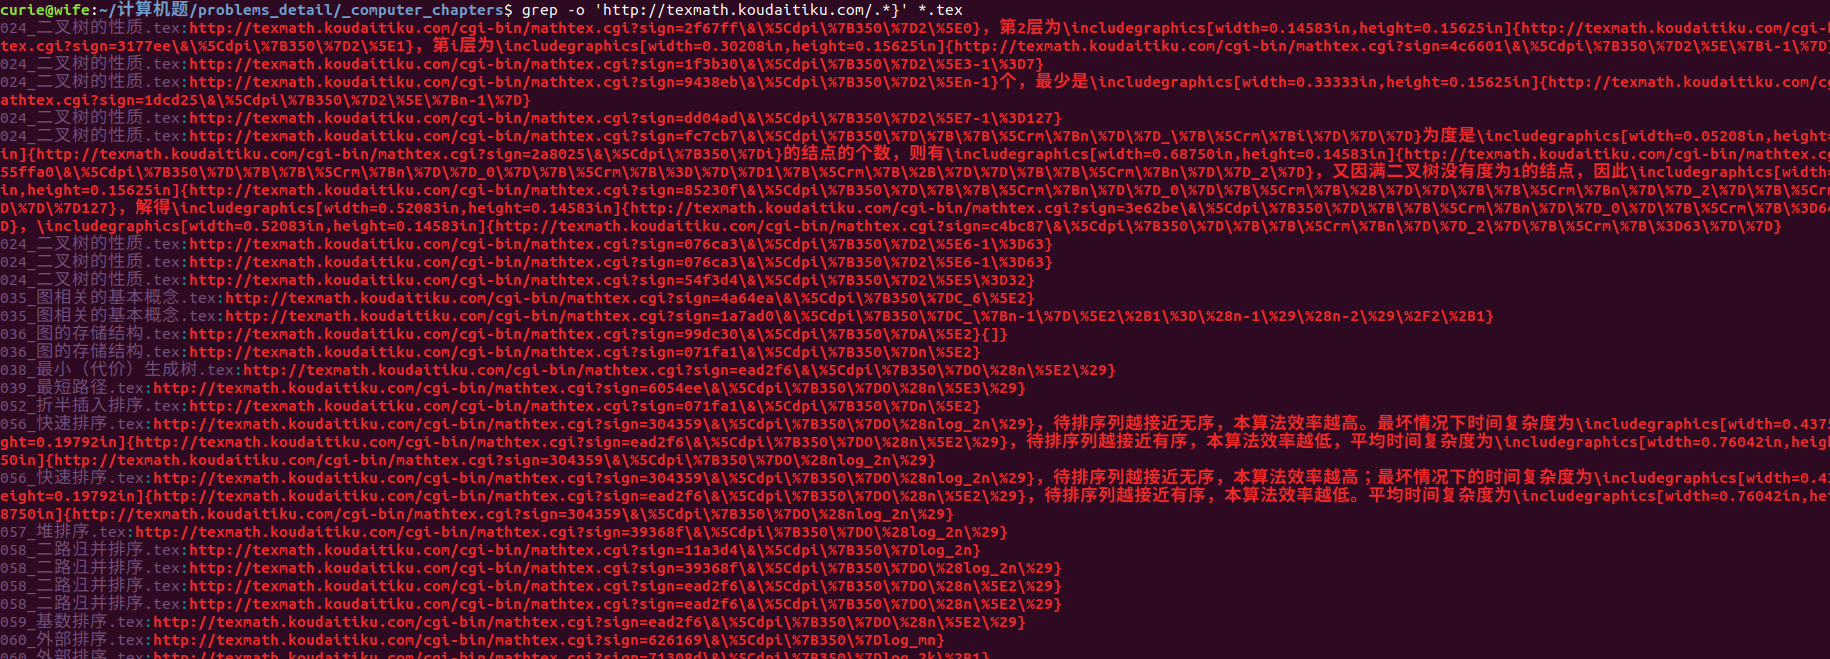 curie@wife:~/计算机题/problems_detail/_computer_chapters$ grep -o 'http://texmath.koudaitiku.com/.*}' *.tex
024_二叉树的性质.tex:http://texmath.koudaitiku.com/cgi-bin/mathtex.cgi?sign=2f67ff\&\%5Cdpi\%7B350\%7D2\%5E0}，第2层为\includegraphics[width=0.14583in,height=0.15625in]{http://texmath.koudaitiku.com/cgi-b
tex.cgi?sign=3177ee\&\%5Cdpi\%7B350\%7D2\%5E1}，第i层为\includegraphics[width=0.30208in,height=0.15625in]{http://texmath.koudaitiku.com/cgi-bin/mathtex.cgi?sign=4c6601\&\%5Cdpi\%7B350\%7D2\%5E\%7Bi-1\%7D}
024_二叉树的性质.tex:http://texmath.koudaitiku.com/cgi-bin/mathtex.cgi?sign=1f3b30\&\%5Cdpi\%7B350\%7D2\%5E3-1\%3D7}
024_二叉树的性质.tex:http://texmath.koudaitiku.com/cgi-bin/mathtex.cgi?sign=9438eb\&\%5Cdpi\%7B350\%7D2\%5En-1}个，最少是\includegraphics[width=0.33333in,height=0.15625in]{http://texmath.koudaitiku.com/cg
athtex.cgi?sign=1dcd25\&\%5Cdpi\%7B350\%7D2\%5E\%7Bn-1\%7D}
024_二叉树的性质.tex:http://texmath.koudaitiku.com/cgi-bin/mathtex.cgi?sign=dd04ad\&\%5Cdpi\%7B350\%7D2\%5E7-1\%3D127}
024_二叉树的性质.tex:http://texmath.koudaitiku.com/cgi-bin/mathtex.cgi?sign=fc7cb7\&\%5Cdpi\%7B350\%7D\%7B\%7B\%5Crm\%7Bn\%7D\%7D_\%7B\%5Crm\%7Bi\%7D\%7D\%7D}为度是\includegraphics[width=0.05208in,height=
in]{http://texmath.koudaitiku.com/cgi-bin/mathtex.cgi?sign=2a8025\&\%5Cdpi\%7B350\%7Di}的结点的个数，则有\includegraphics[width=0.68750in,height=0.14583in]{http://texmath.koudaitiku.com/cgi-bin/mathtex.cg
55ffa0\&\%5Cdpi\%7B350\%7D\%7B\%7B\%5Crm\%7Bn\%7D\%7D_0\%7D\%7B\%5Crm\%7B\%3D\%7D\%7D1\%7B\%5Crm\%7B\%2B\%7D\%7D\%7B\%7B\%5Crm\%7Bn\%7D\%7D_2\%7D}，又因满二叉树没有度为1的结点，因此\includegraphics[width=
in,height=0.15625in]{http://texmath.koudaitiku.com/cgi-bin/mathtex.cgi?sign=85230f\&\%5Cdpi\%7B350\%7D\%7B\%7B\%5Crm\%7Bn\%7D\%7D_0\%7D\%7B\%5Crm\%7B\%2B\%7D\%7D\%7B\%7B\%5Crm\%7Bn\%7D\%7D_2\%7D\%7B\%5Crm
D\%7D\%7D127}，解得\includegraphics[width=0.52083in,height=0.14583in]{http://texmath.koudaitiku.com/cgi-bin/mathtex.cgi?sign=3e62be\&\%5Cdpi\%7B350\%7D\%7B\%7B\%5Crm\%7Bn\%7D\%7D_0\%7D\%7B\%5Crm\%7B\%3D64
D}，\includegraphics[width=0.52083in,height=0.14583in]{http://texmath.koudaitiku.com/cgi-bin/mathtex.cgi?sign=c4bc87\&\%5Cdpi\%7B350\%7D\%7B\%7B\%5Crm\%7Bn\%7D\%7D_2\%7D\%7B\%5Crm\%7B\%3D63\%7D\%7D}
024_二叉树的性质.tex:http://texmath.koudaitiku.com/cgi-bin/mathtex.cgi?sign=076ca3\&\%5Cdpi\%7B350\%7D2\%5E6-1\%3D63}
024_二叉树的性质.tex:http://texmath.koudaitiku.com/cgi-bin/mathtex.cgi?sign=076ca3\&\%5Cdpi\%7B350\%7D2\%5E6-1\%3D63}
024_二叉树的性质.tex:http://texmath.koudaitiku.com/cgi-bin/mathtex.cgi?sign=54f3d4\&\%5Cdpi\%7B350\%7D2\%5E5\%3D32}
035_图相关的基本概念.tex:http://texmath.koudaitiku.com/cgi-bin/mathtex.cgi?sign=4a64ea\&\%5Cdpi\%7B350\%7DC_6\%5E2}
035_图相关的基本概念.tex:http://texmath.koudaitiku.com/cgi-bin/mathtex.cgi?sign=1a7ad0\&\%5Cdpi\%7B350\%7DC_\%7Bn-1\%7D\%5E2\%2B1\%3D\%28n-1\%29\%28n-2\%29\%2F2\%2B1}
036_图的存储结构.tex:http://texmath.koudaitiku.com/cgi-bin/mathtex.cgi?sign=99dc30\&\%5Cdpi\%7B350\%7DA\%5E2}{]}
036_图的存储结构.tex:http://texmath.koudaitiku.com/cgi-bin/mathtex.cgi?sign=071fa1\&\%5Cdpi\%7B350\%7Dn\%5E2}
038_最小（代价）生成树.tex:http://texmath.koudaitiku.com/cgi-bin/mathtex.cgi?sign=ead2f6\&\%5Cdpi\%7B350\%7DO\%28n\%5E2\%29}
039_最短路径.tex:http://texmath.koudaitiku.com/cgi-bin/mathtex.cgi?sign=6054ee\&\%5Cdpi\%7B350\%7DO\%28n\%5E3\%29}
052_折半插入排序.tex:http://texmath.koudaitiku.com/cgi-bin/mathtex.cgi?sign=071fa1\&\%5Cdpi\%7B350\%7Dn\%5E2}
056_快速排序.tex:http://texmath.koudaitiku.com/cgi-bin/mathtex.cgi?sign=304359\&\%5Cdpi\%7B350\%7DO\%28nlog_2n\%29}，待排序列越接近无序，本算法效率越高。最坏情况下时间复杂度为\includegraphics[width=0.4375
ght=0.19792in]{http://texmath.koudaitiku.com/cgi-bin/mathtex.cgi?sign=ead2f6\&\%5Cdpi\%7B350\%7DO\%28n\%5E2\%29}，待排序列越接近有序，本算法效率越低，平均时间复杂度为\includegraphics[width=0.76042in,heig
50in]{http://texmath.koudaitiku.com/cgi-bin/mathtex.cgi?sign=304359\&\%5Cdpi\%7B350\%7DO\%28nlog_2n\%29}
056_快速排序.tex:http://texmath.koudaitiku.com/cgi-bin/mathtex.cgi?sign=304359\&\%5Cdpi\%7B350\%7DO\%28nlog_2n\%29}，待排序列越接近无序，本算法效率越高；最坏情况下的时间复杂度为\includegraphics[width=0.43
eight=0.19792in]{http://texmath.koudaitiku.com/cgi-bin/mathtex.cgi?sign=ead2f6\&\%5Cdpi\%7B350\%7DO\%28n\%5E2\%29}，待排序列越接近有序，本算法效率越低。平均时间复杂度为\includegraphics[width=0.76042in,hei
8750in]{http://texmath.koudaitiku.com/cgi-bin/mathtex.cgi?sign=304359\&\%5Cdpi\%7B350\%7DO\%28nlog_2n\%29}
057_堆排序.tex:http://texmath.koudaitiku.com/cgi-bin/mathtex.cgi?sign=39368f\&\%5Cdpi\%7B350\%7DO\%28log_2n\%29}
058_二路归并排序.tex:http://texmath.koudaitiku.com/cgi-bin/mathtex.cgi?sign=11a3d4\&\%5Cdpi\%7B350\%7Dlog_2n}
058_二路归并排序.tex:http://texmath.koudaitiku.com/cgi-bin/mathtex.cgi?sign=39368f\&\%5Cdpi\%7B350\%7DO\%28log_2n\%29}
058_二路归并排序.tex:http://texmath.koudaitiku.com/cgi-bin/mathtex.cgi?sign=ead2f6\&\%5Cdpi\%7B350\%7DO\%28n\%5E2\%29}
058_二路归并排序.tex:http://texmath.koudaitiku.com/cgi-bin/mathtex.cgi?sign=ead2f6\&\%5Cdpi\%7B350\%7DO\%28n\%5E2\%29}
059_基数排序.tex:http://texmath.koudaitiku.com/cgi-bin/mathtex.cgi?sign=ead2f6\&\%5Cdpi\%7B350\%7DO\%28n\%5E2\%29}
060_外部排序.tex:http://texmath.koudaitiku.com/cgi-bin/mathtex.cgi?sign=626169\&\%5Cdpi\%7B350\%7Dlog_mn}
060_外部排序.tex:http://texmath.koudaitiku.com/cgi-bin/mathtex.cgi?sign=71308d\&\%5Cdpi\%7B350\%7Dlog_2k\%2B1}